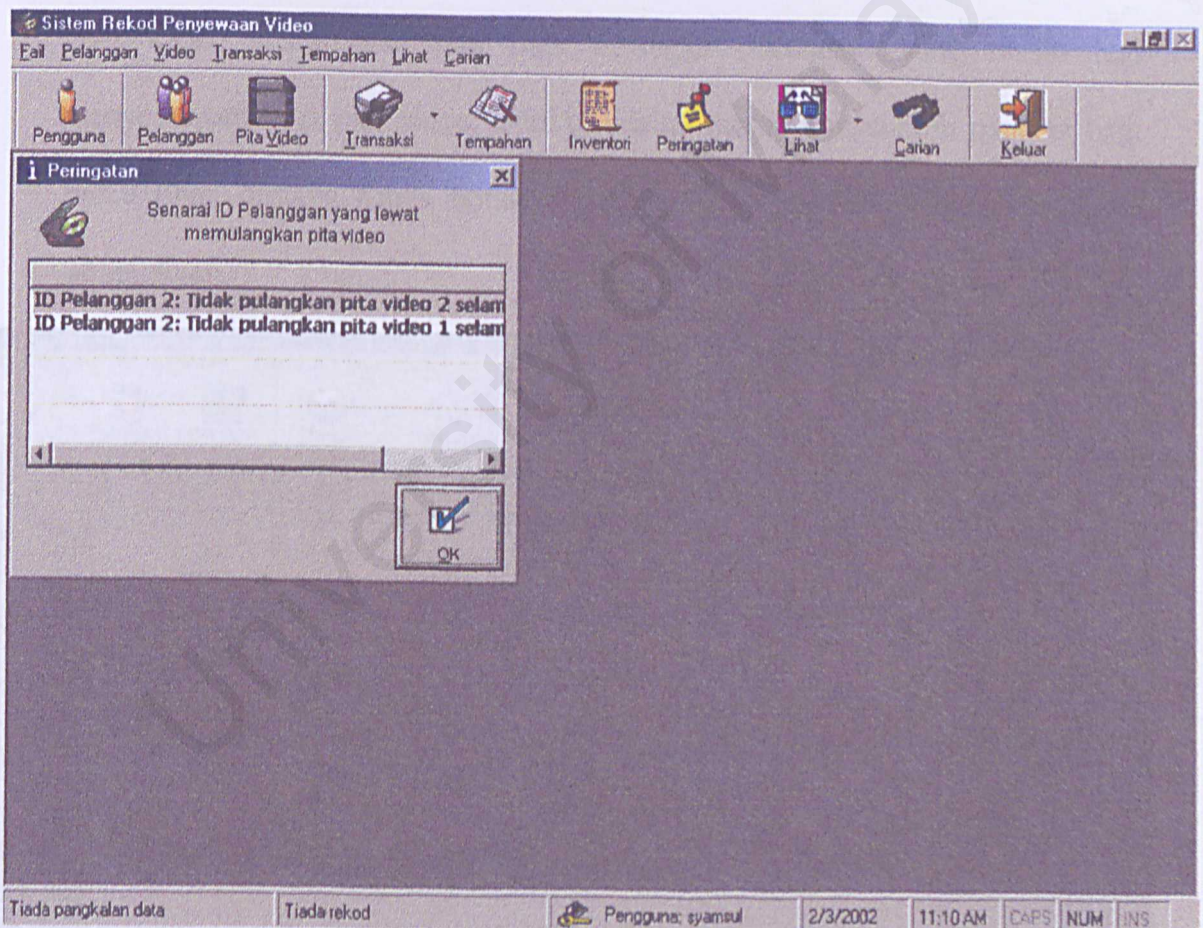 Sistem Rekod Penyewaan Video
Fail Pelanggan Video Transaksi Tempahan Lihat Carian
Pengguna Pelanggan Pita Video Transaksi Tempahan Inventori Peringatan Lihat Carian Keluar
Peringatan
Senarai ID Pelanggan yang lewat
memulangkan pita video
ID Pelanggan 2: Tidak pulangkan pita video 2 selam
ID Pelanggan 2: Tidak pulangkan pita video 1 selam
OK
Tiada pangkalan data Tiada rekod Pengguna: syamsul 2/3/2002 11:10 AM CAPS NUM INS
University of Malay